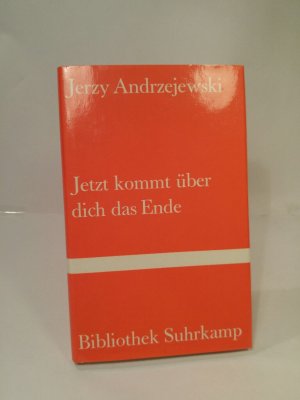 Jerzy Andrzejewski
Jetzt kommt über
dich das Ende
Bibliothek Suhrkamp